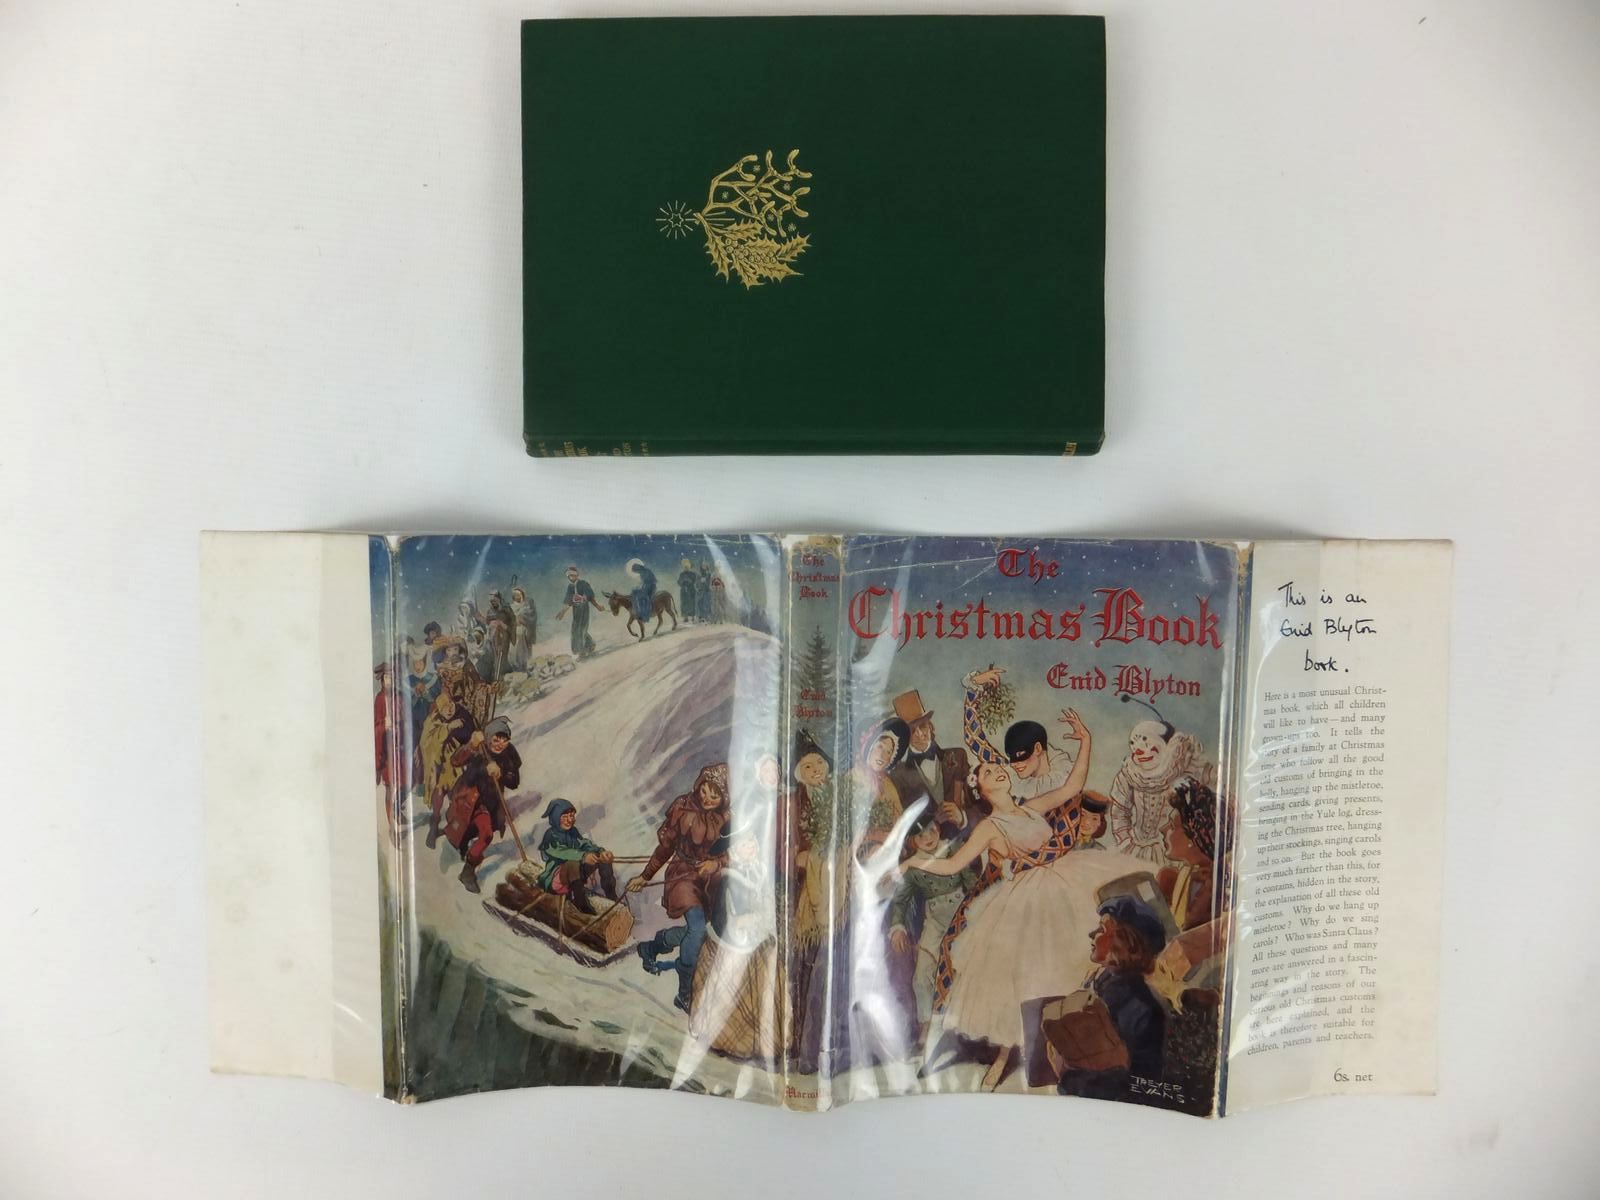 The
Christmas
Book
Enid
Blyton
The
Christmas Book
Enid Blyton
TREYER
EVANS
This is an
Enid Blyton
book.
Here is a most unusual Christ-
mas book, which all children
will like to have—and many
grown-ups too. It tells the
story of a family at Christmas
time who follow all the good
old customs of bringing in the
holly, hanging up the mistletoe,
sending cards, giving presents,
bringing in the Yule log, dress-
ing the Christmas tree, hanging
up their stockings, singing carols
and so on. But the book goes
very much farther than this, for
it contains, hidden in the story,
the explanation of all these old
customs. Why do we hang up
mistletoe? Why do we sing
carols? Who was Santa Claus?
All these questions and many
more are answered in a fascin-
ating way in the story. The
beginnings and reasons of our
curious old Christmas customs
are here explained, and the
book is therefore suitable for
children, parents and teachers.
6s. net